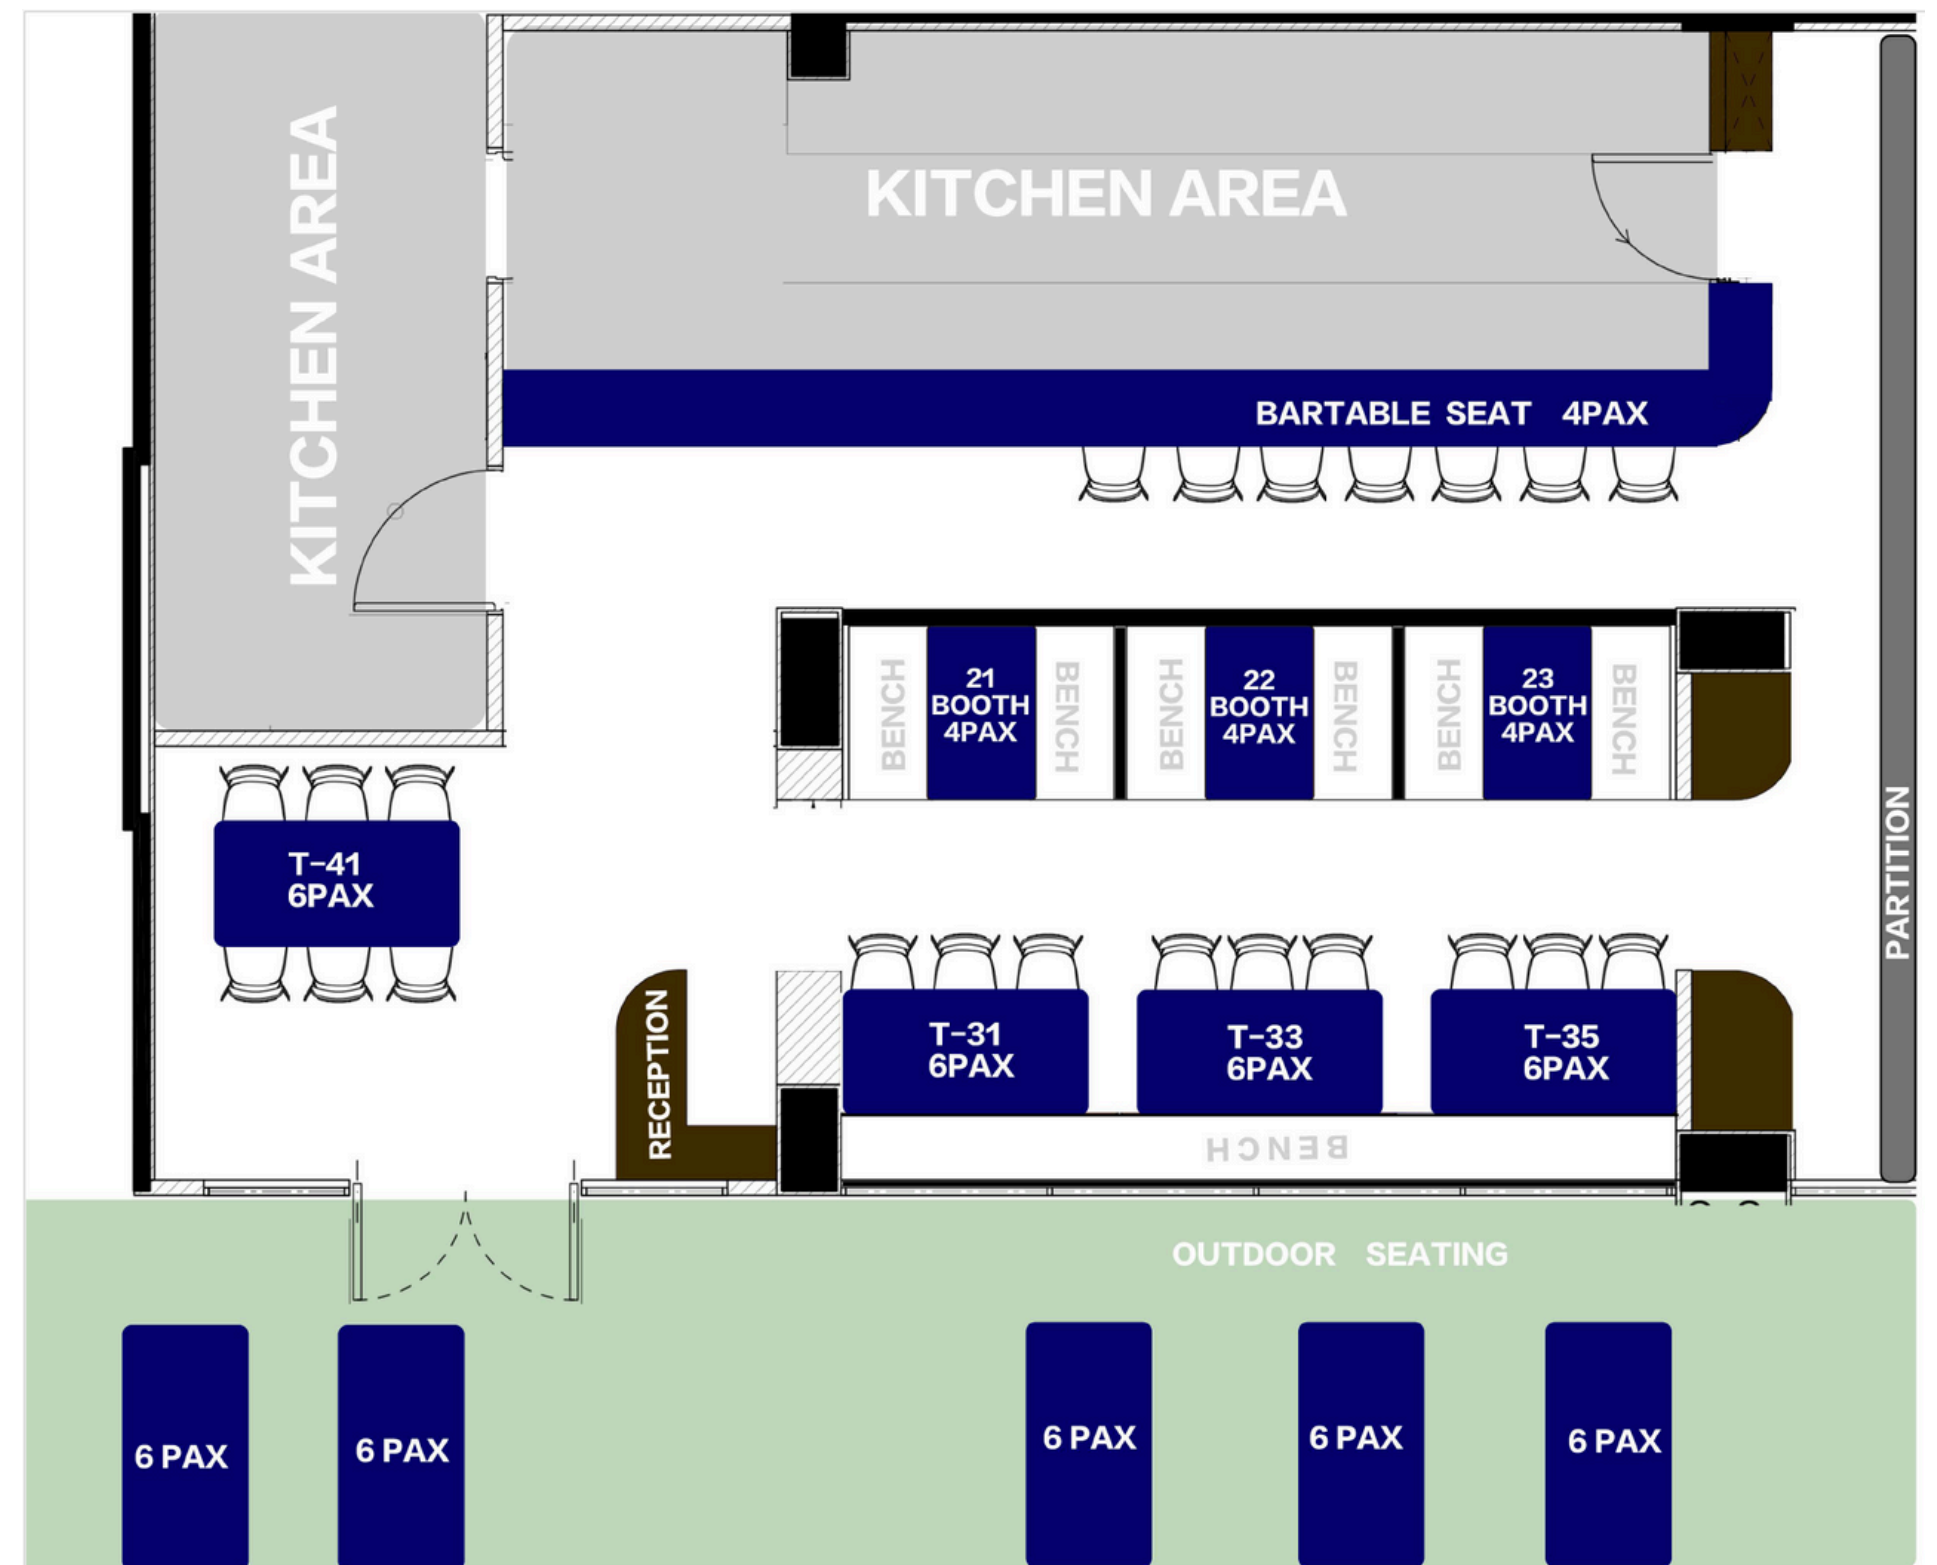 KITCHEN AREA
KITCHEN AREA
BARTABLE SEAT 4PAX
BENCH
21
BOOTH
4PAX
BENCH
BENCH
22
BOOTH
4PAX
BENCH
BENCH
23
BOOTH
4PAX
BENCH
T-41
6PAX
PARTITION
RECEPTION
T-31
6PAX
T-33
6PAX
T-35
6PAX
BENCH
OUTDOOR SEATING
6 PAX
6 PAX
6 PAX
6 PAX
6 PAX